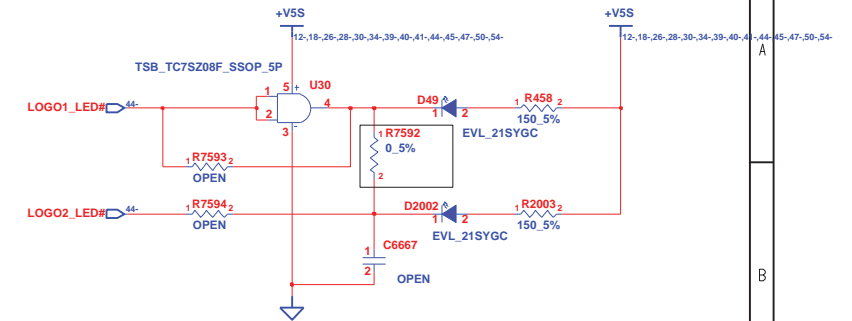 +V5S
+V5S
12-,18-,26-,28-,30-,34-,39-,40-,41-,44-,45-,47-,50-,54-
12-,18-,26-,28-,30-,34-,39-,40-,41-,44-,45-,47-,50-,54-
A
TSB_TC7SZ08F_SSOP_5P
5
+
U30
LOGO1_LED#
44-
1
2
4
3
-
D49
1
2
EVL_21SYGC
R458
1
2
150_5%
1
R7592
0_5%
2
1
R7593
2
OPEN
LOGO2_LED#
44-
1
R7594
2
OPEN
D2002
1
2
EVL_21SYGC
R2003
1
2
150_5%
C6667
1
2
OPEN
B